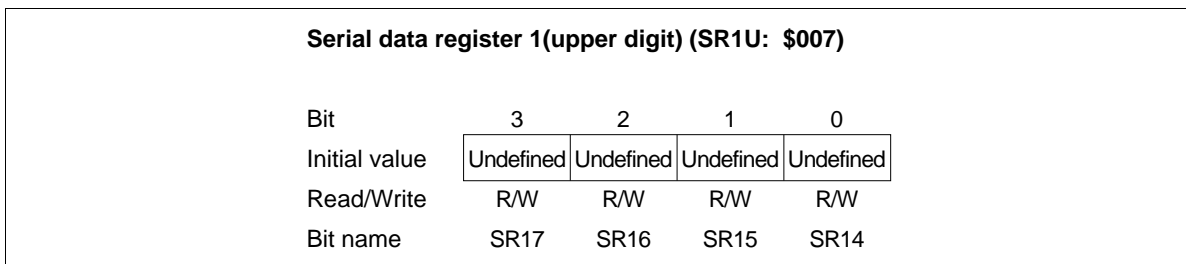 Serial data register 1(upper digit) (SR1U: $007)
Bit 3 2 1 0
Initial value Undefined Undefined Undefined Undefined
Read/Write R/W R/W R/W R/W
Bit name SR17 SR16 SR15 SR14